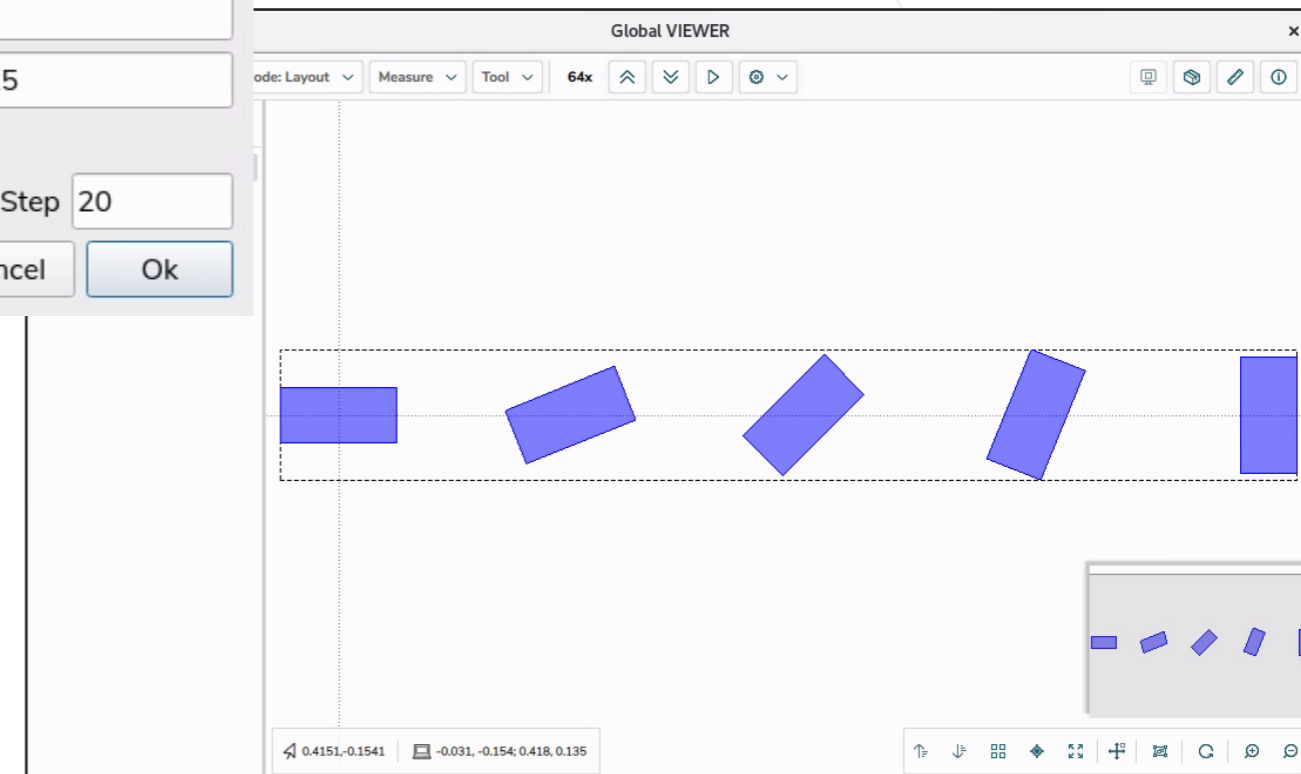 Global VIEWER
5
ode: Layout
Measure
Tool
64x
Step 20
ncel
Ok
0.4151,-0.1541
-0.031, -0.154; 0.418, 0.135